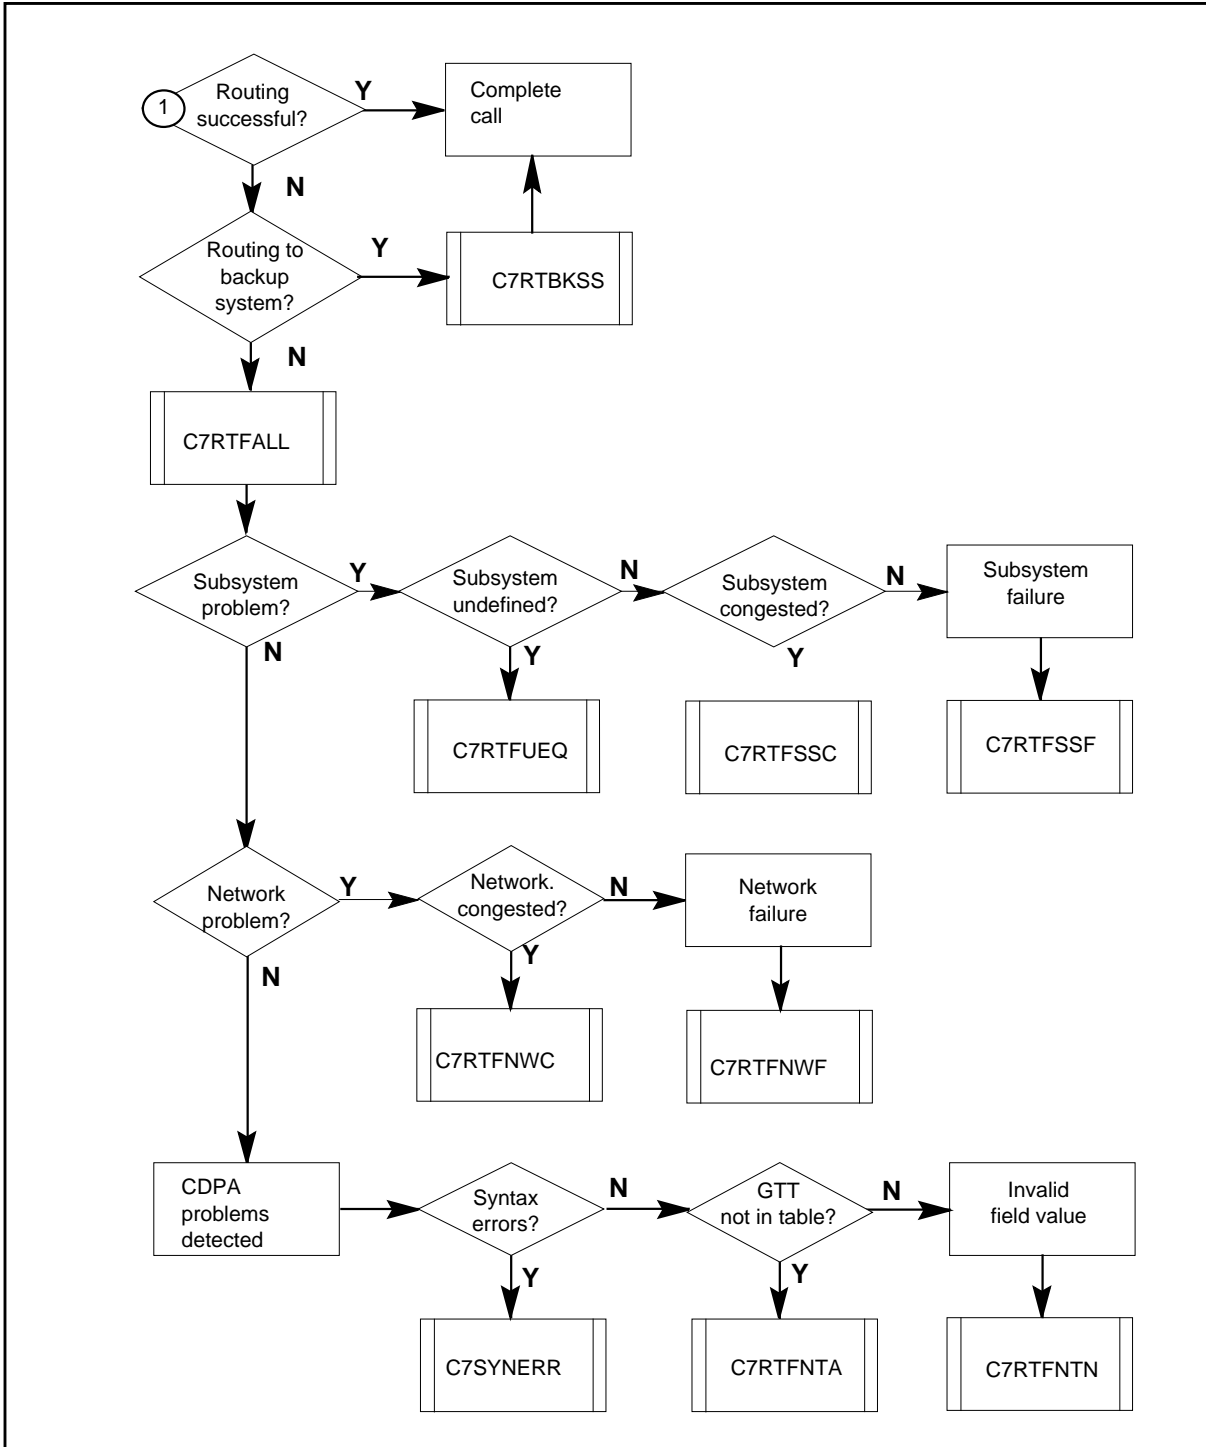 1
Routing
successful?
Y
Complete
call
N
Routing to
backup
system?
Y
C7RTBKSS
N
C7RTFALL
Subsystem
problem?
Y
Subsystem
undefined?
N
Subsystem
congested?
N
Subsystem
failure
N
Y
Y
C7RTFUEQ
C7RTFSSC
C7RTFSSF
Network
problem?
Y
Network.
congested?
N
Network
failure
N
Y
C7RTFNWC
C7RTFNWF
CDPA
problems
detected
Syntax
errors?
N
GTT
not in table?
N
Invalid
field value
Y
Y
C7SYNERR
C7RTFNTA
C7RTFNTN